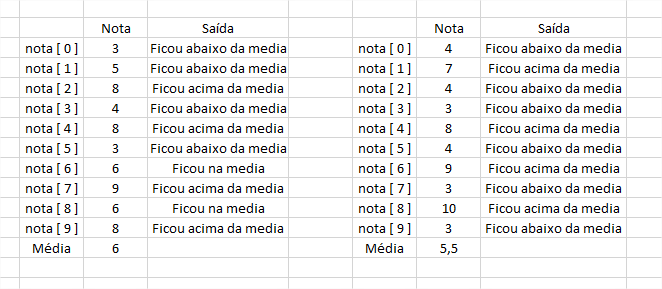 Nota Saída Nota Saída
nota [ 0 ] 3 Ficou abaixo da media nota [ 0 ] 4 Ficou abaixo da media
nota [ 1 ] 5 Ficou abaixo da media nota [ 1 ] 7 Ficou acima da media
nota [ 2 ] 8 Ficou acima da media nota [ 2 ] 4 Ficou abaixo da media
nota [ 3 ] 4 Ficou abaixo da media nota [ 3 ] 3 Ficou abaixo da media
nota [ 4 ] 8 Ficou acima da media nota [ 4 ] 8 Ficou acima da media
nota [ 5 ] 3 Ficou abaixo da media nota [ 5 ] 4 Ficou abaixo da media
nota [ 6 ] 6 Ficou na media nota [ 6 ] 9 Ficou acima da media
nota [ 7 ] 9 Ficou acima da media nota [ 7 ] 3 Ficou abaixo da media
nota [ 8 ] 6 Ficou na media nota [ 8 ] 10 Ficou acima da media
nota [ 9 ] 8 Ficou acima da media nota [ 9 ] 3 Ficou abaixo da media
Média 6 Média 5,5